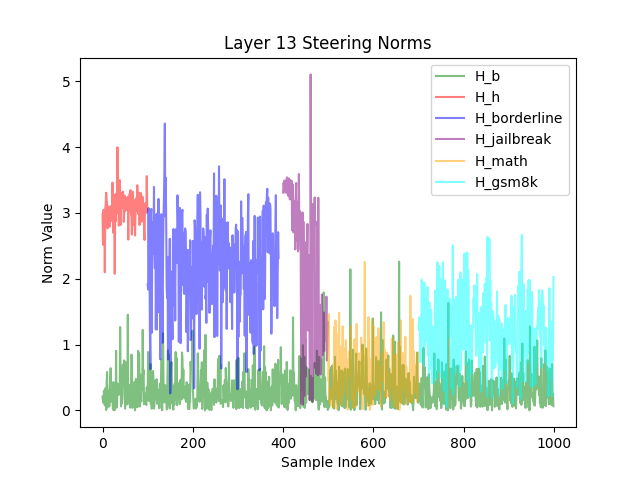 Layer 13 Steering Norms
H_b
H_h
H_borderline
H_jailbreak
H_math
H_gsm8k
Norm Value
5
4
3
2
1
0
0
200
400
600
800
1000
Sample Index